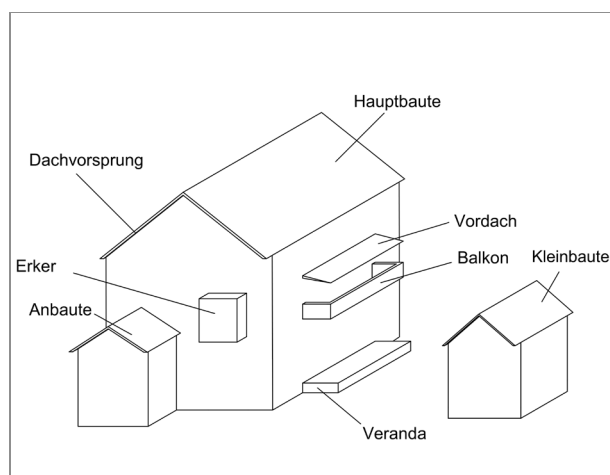 Hauptbaute
Dachvorsprung
Vordach
Balkon
Kleinbaute
Erker
Anbaute
Veranda